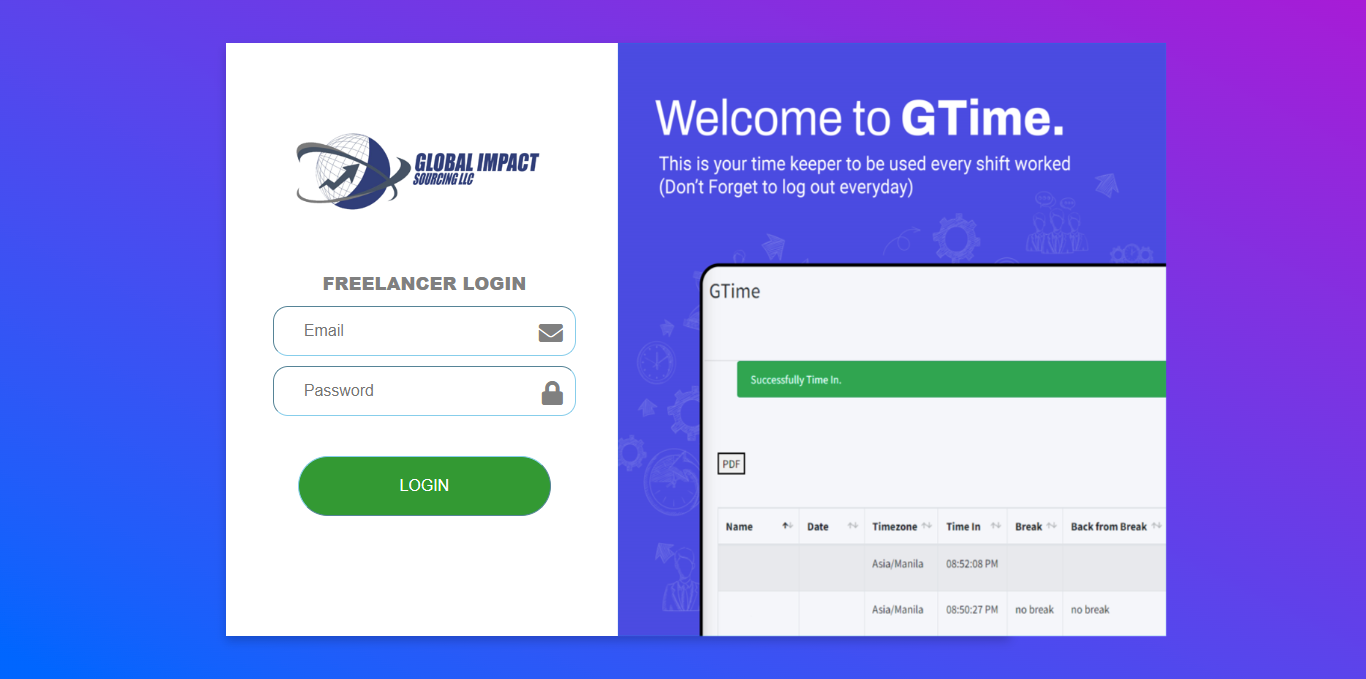 GLOBAL IMPACT
SOURCING LLC
FREELANCER LOGIN
Email
Password
LOGIN
Welcome to GTime.
This is your time keeper to be used every shift worked
(Don't Forget to log out everyday)
GTime
Successfully Time In.
PDF
Name Date Timezone Time In Break Back from Break
Asia/Manila 08:52:08 PM
Asia/Manila 08:50:27 PM no break no break